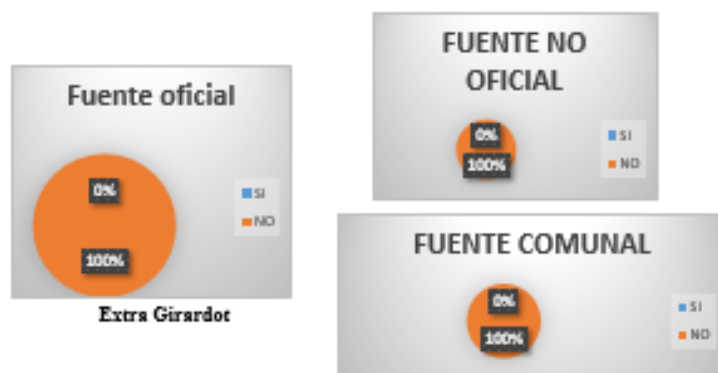 Fuente oficial
0%
100%
SI
NO
Extra Girardot
FUENTE NO
OFICIAL
0%
100%
SI
NO
FUENTE COMUNAL
0%
100%
SI
NO